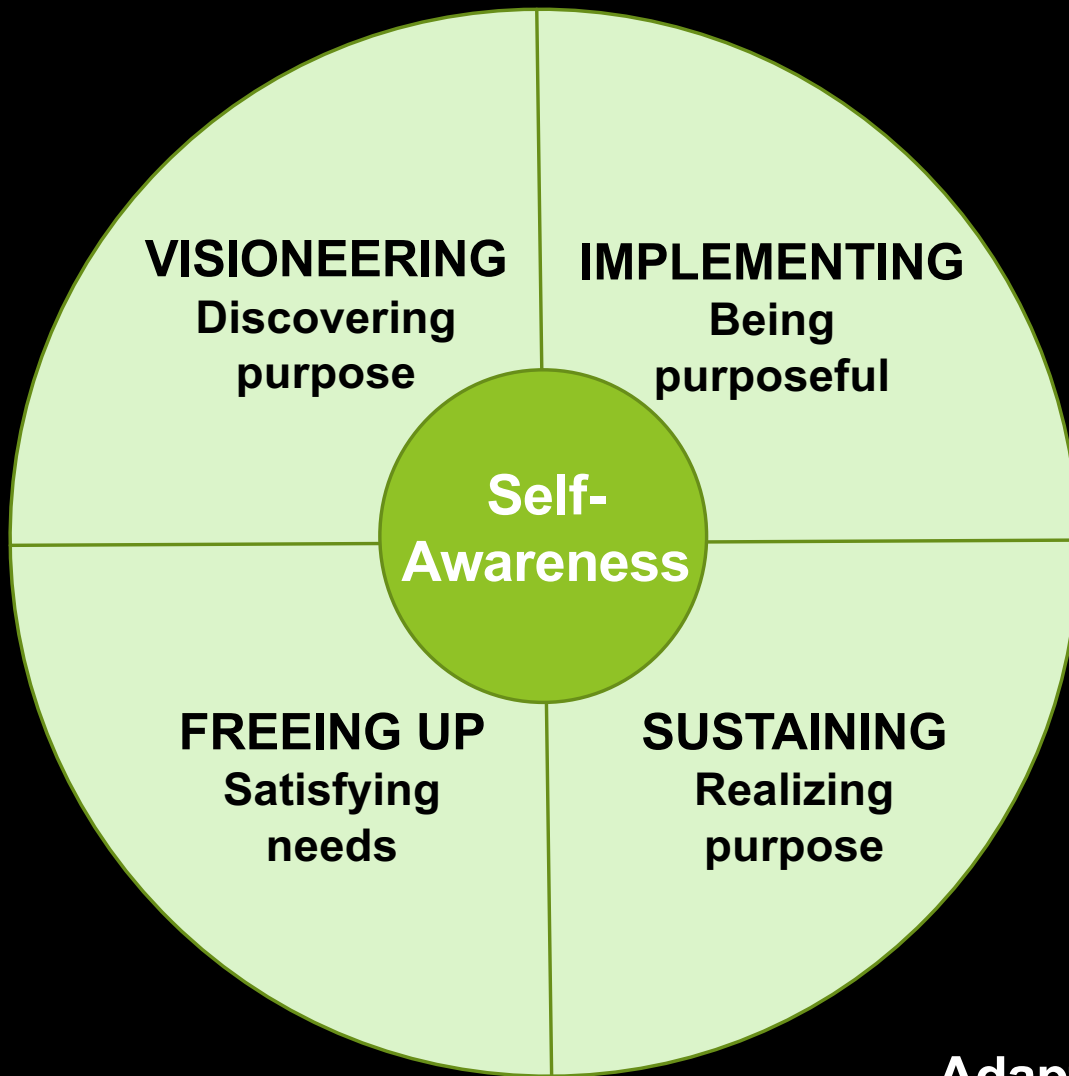 VISIONEERING
Discovering
purpose
IMPLEMENTING
Being
purposeful
Self-
Awareness
FREEING UP
Satisfying
needs
SUSTAINING
Realizing
purpose